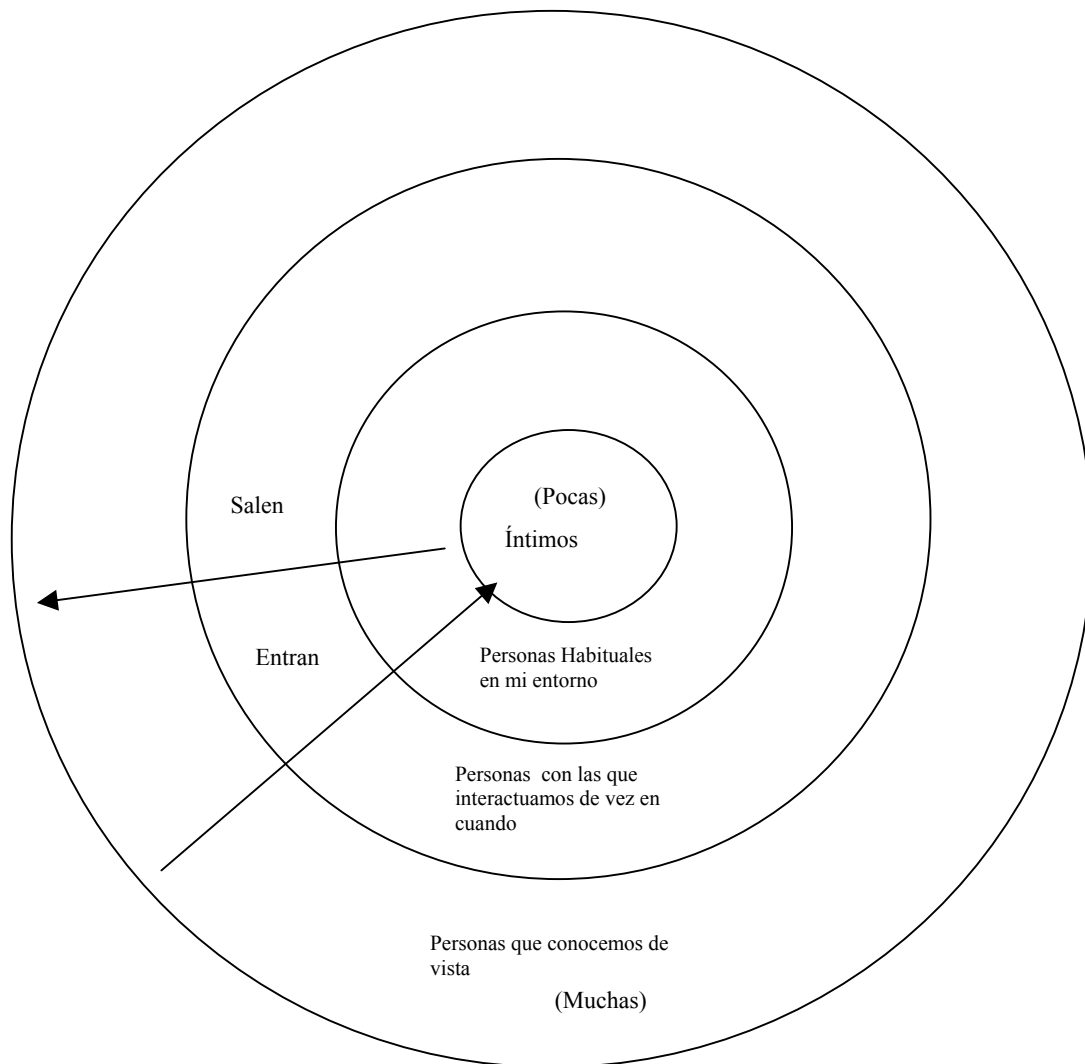 (Pocas)
Salen
Íntimos
Entran
Personas Habituales
en mi entorno
Personas con las que
interactuamos de vez en
cuando
Personas que conocemos de
vista
(Muchas)